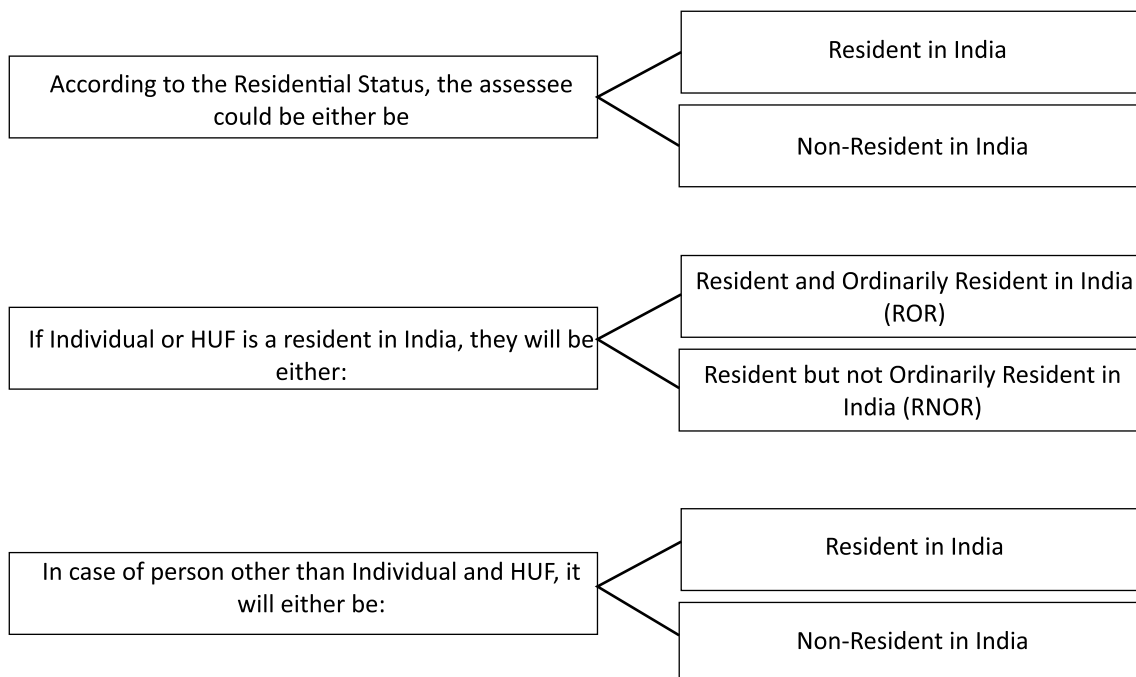 According to the Residential Status, the assessee
could be either be
Resident in India
Non-Resident in India
If Individual or HUF is a resident in India, they will be
either:
Resident and Ordinarily Resident in India
(ROR)
Resident but not Ordinarily Resident in
India (RNOR)
In case of person other than Individual and HUF, it
will either be:
Resident in India
Non-Resident in India